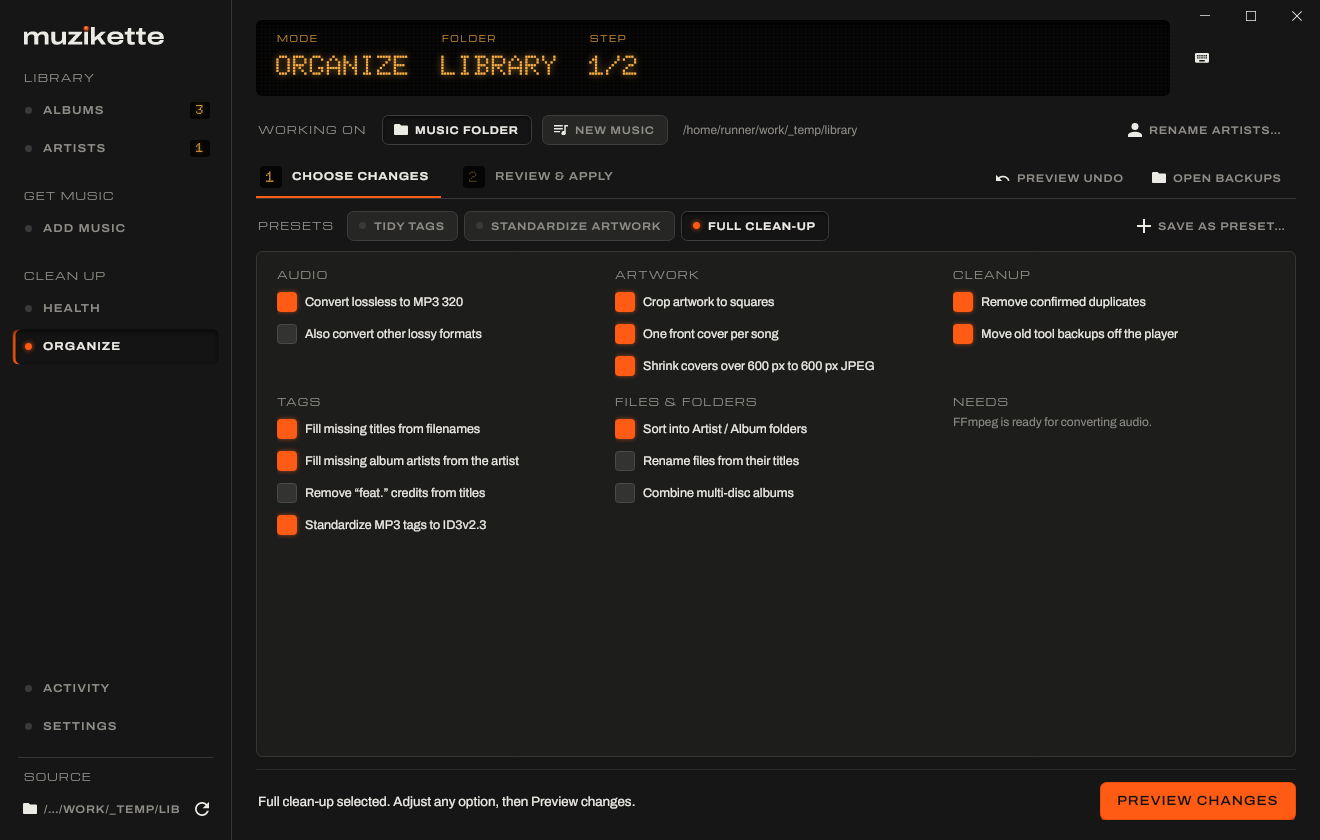 muzikette
LIBRARY
ALBUMS 3
ARTISTS 1
GET MUSIC
ADD MUSIC
CLEAN UP
HEALTH
ORGANIZE
ACTIVITY
SETTINGS
SOURCE
/.../WORK/_TEMP/LIB
MODE FOLDER STEP
ORGANIZE LIBRARY 1/2
WORKING ON MUSIC FOLDER NEW MUSIC /home/runner/work/_temp/library RENAME ARTISTS...
1 CHOOSE CHANGES 2 REVIEW & APPLY PREVIEW UNDO OPEN BACKUPS
PRESETS TIDY TAGS STANDARDIZE ARTWORK FULL CLEAN-UP SAVE AS PRESET...
AUDIO
Convert lossless to MP3 320
Also convert other lossy formats
ARTWORK
Crop artwork to squares
One front cover per song
Shrink covers over 600 px to 600 px JPEG
CLEANUP
Remove confirmed duplicates
Move old tool backups off the player
TAGS
Fill missing titles from filenames
Fill missing album artists from the artist
Remove “feat.” credits from titles
Standardize MP3 tags to ID3v2.3
FILES & FOLDERS
Sort into Artist / Album folders
Rename files from their titles
Combine multi-disc albums
NEEDS
FFmpeg is ready for converting audio.
Full clean-up selected. Adjust any option, then Preview changes.
PREVIEW CHANGES